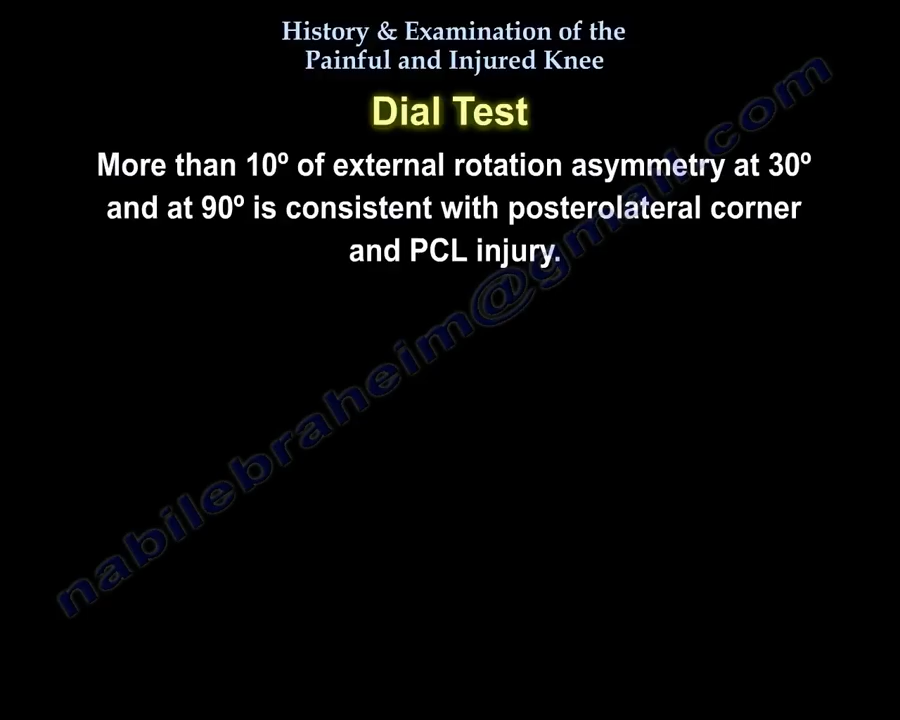 History & Examination of the
Painful and Injured Knee
Dial Test
More than 10º of external rotation asymmetry at 30º
and at 90º is consistent with posterolateral corner
and PCL injury.
nabilebraheim@gmail.com